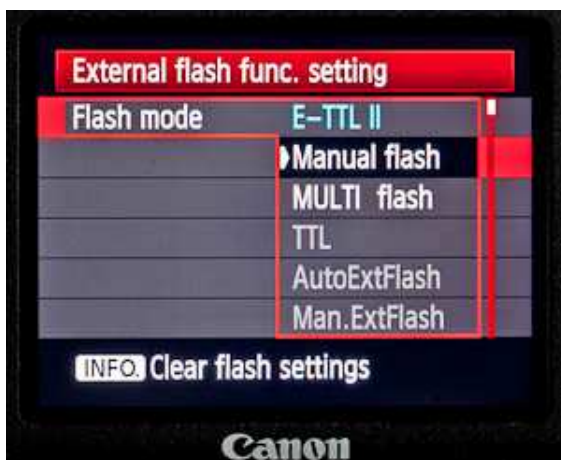 External flash func. setting
Flash mode E-TTL II
Manual flash
MULTI flash
TTL
AutoExtFlash
Man.ExtFlash
INFO. Clear flash settings
Canon